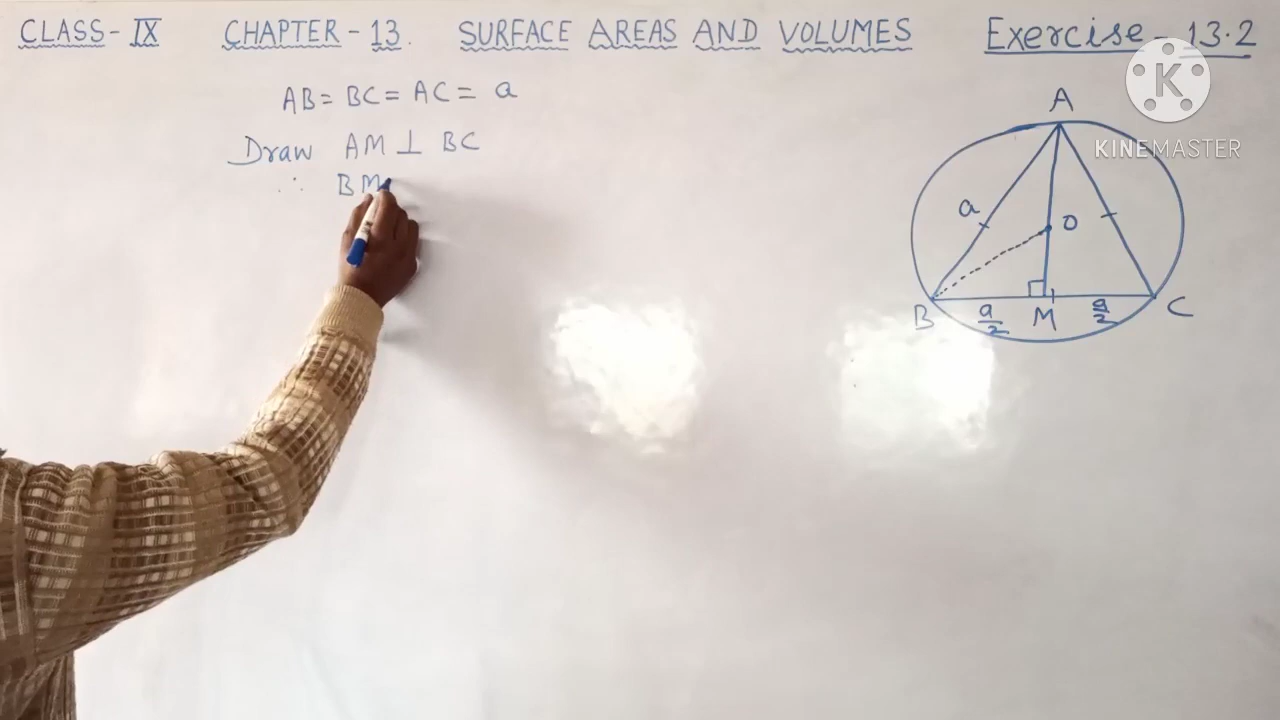 CLASS-IX CHAPTER-13. SURFACE AREAS AND VOLUMES Exercise-13.2
K
KINEMASTER
AB = BC = AC = a
Draw AM ⊥ BC
∴ BM
A
a
O
B a/2 M a/2 C